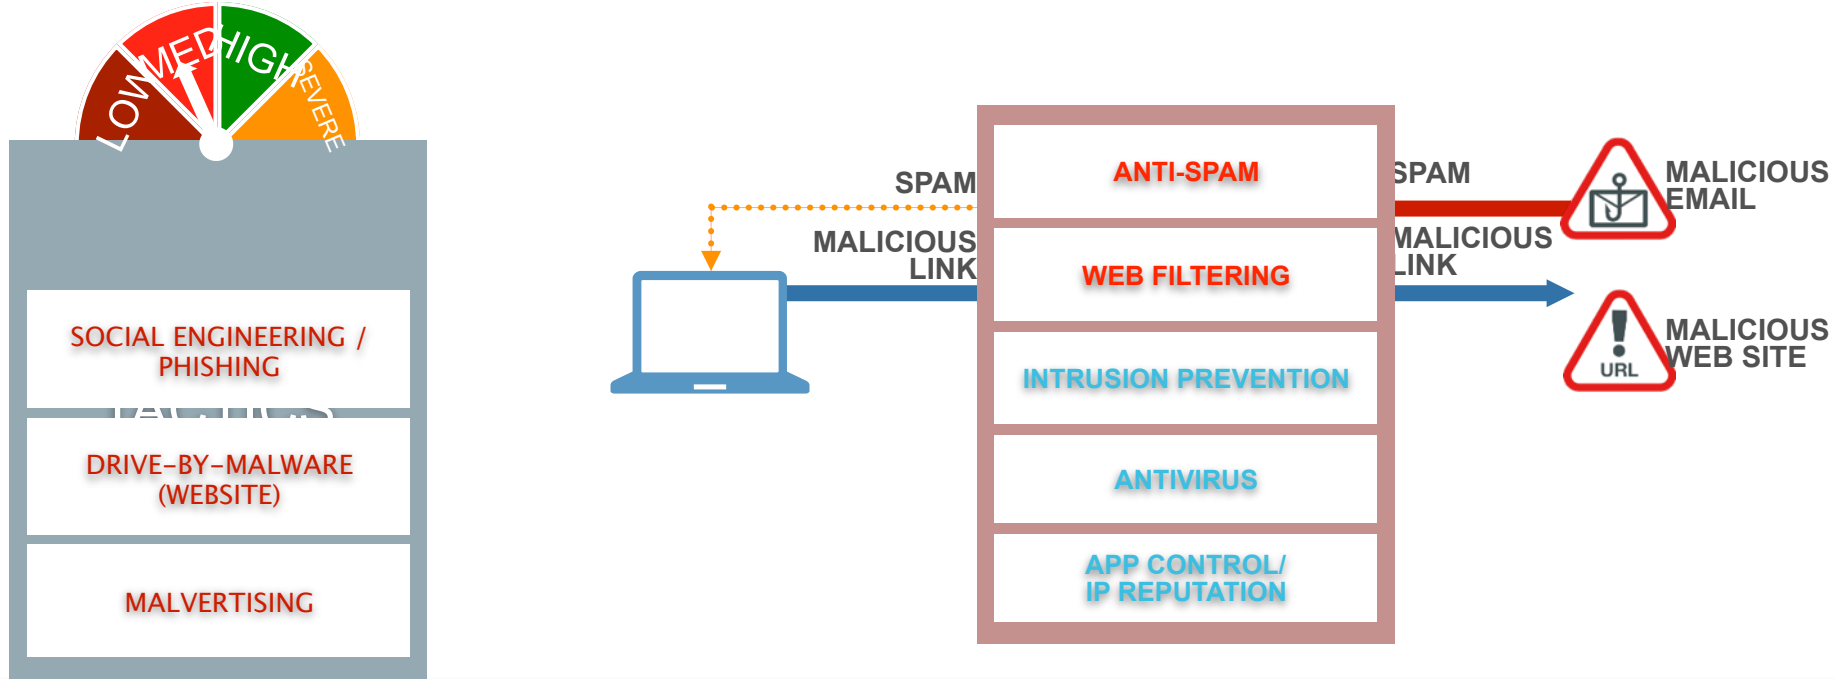 LOW
MED
HIGH
SEVERE
TACTICS
SOCIAL ENGINEERING /
PHISHING
DRIVE-BY-MALWARE
(WEBSITE)
MALVERTISING
SPAM
MALICIOUS
LINK
ANTI-SPAM
WEB FILTERING
INTRUSION PREVENTION
ANTIVIRUS
APP CONTROL/
IP REPUTATION
SPAM
MALICIOUS
LINK
MALICIOUS
EMAIL
URL
MALICIOUS
WEB SITE